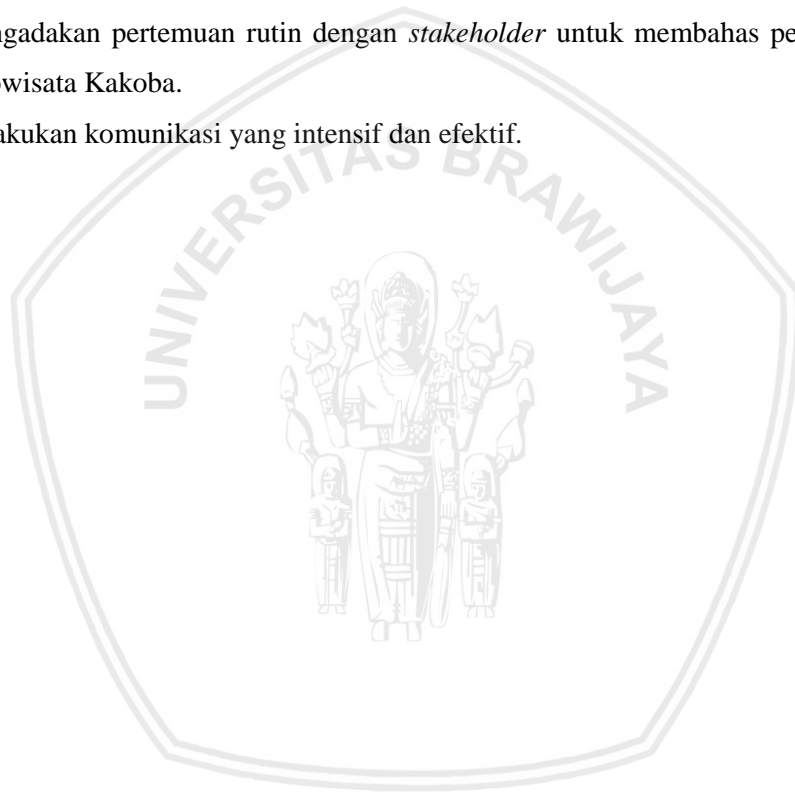 ngadakan pertemuan rutin dengan stakeholder untuk membahas pe
owisata Kakoba.
akukan komunikasi yang intensif dan efektif.
UNIVERSITAS BRAWIJAYA